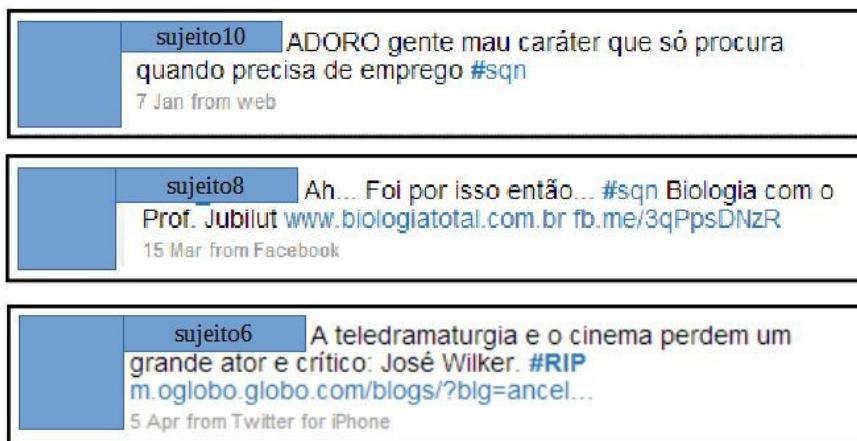 sujeito10 ADORO gente mau caráter que só procura
quando precisa de emprego #sqn
7 Jan from web
sujeito8 Ah... Foi por isso então... #sqn Biologia com o
Prof. Jubilut www.biologiatotal.com.br fb.me/3qPpsDNzR
15 Mar from Facebook
sujeito6 A teledramaturgia e o cinema perdem um
grande ator e crítico: José Wilker. #RIP
m.oglobo.globo.com/blogs/?blg=ancel...
5 Apr from Twitter for iPhone